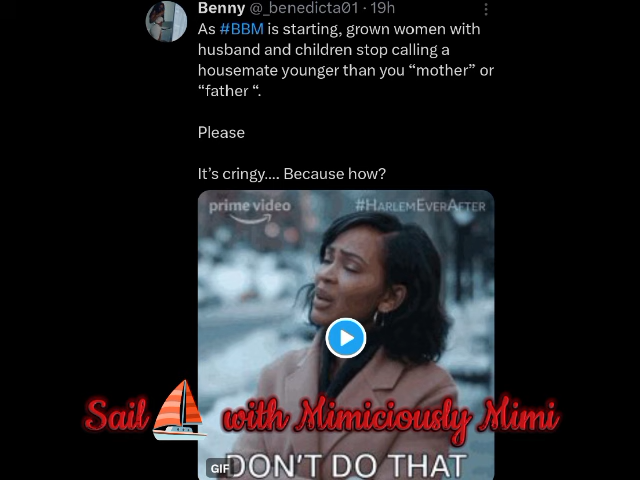 Benny @_benedicta01 · 19h
As #BBM is starting, grown women with
husband and children stop calling a
housemate younger than you “mother” or
“father “.
Please
It’s cringy.... Because how?
prime video #HARLEMEVERAFTER
Sail with Mimiciously Mimi
GIF DON'T DO THAT